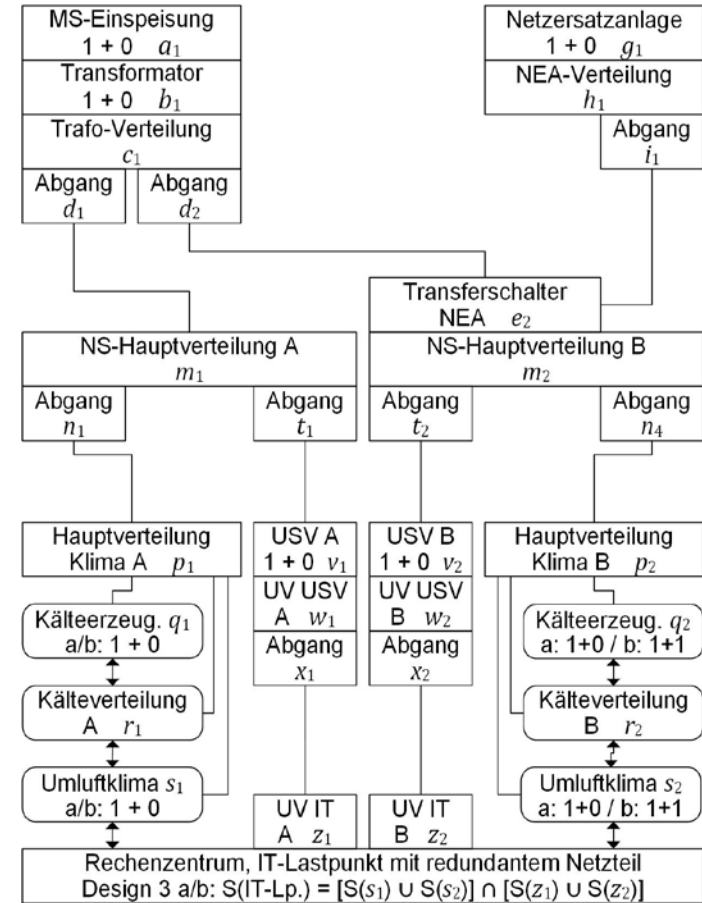 MS-Einspeisung
1 + 0 a₁
Transformator
1 + 0 b₁
Trafo-Verteilung
c₁
Abgang
d₁
Abgang
d₂
Netzersatzanlage
1 + 0 g₁
NEA-Verteilung
h₁
Abgang
i₁
Transferschalter
NEA e₂
NS-Hauptverteilung A
m₁
NS-Hauptverteilung B
m₂
Abgang
n₁
Abgang
t₁
Abgang
t₂
Abgang
n₄
Hauptverteilung
Klima A p₁
USV A
1 + 0 v₁
UV USV
A w₁
Abgang
x₁
USV B
1 + 0 v₂
UV USV
B w₂
Abgang
x₂
Hauptverteilung
Klima B p₂
Kälteerzeug. q₁
a/b: 1 + 0
Kälteverteilung
A r₁
Umluftklima s₁
a/b: 1 + 0
Kälteerzeug. q₂
a: 1+0 / b: 1+1
Kälteverteilung
B r₂
Umluftklima s₂
a: 1+0 / b: 1+1
UV IT
A z₁
UV IT
B z₂
Rechenzentrum, IT-Lastpunkt mit redundantem Netzteil
Design 3 a/b: S(IT-Lp.) = [S(s₁) ∪ S(s₂)] ∩ [S(z₁) ∪ S(z₂)]